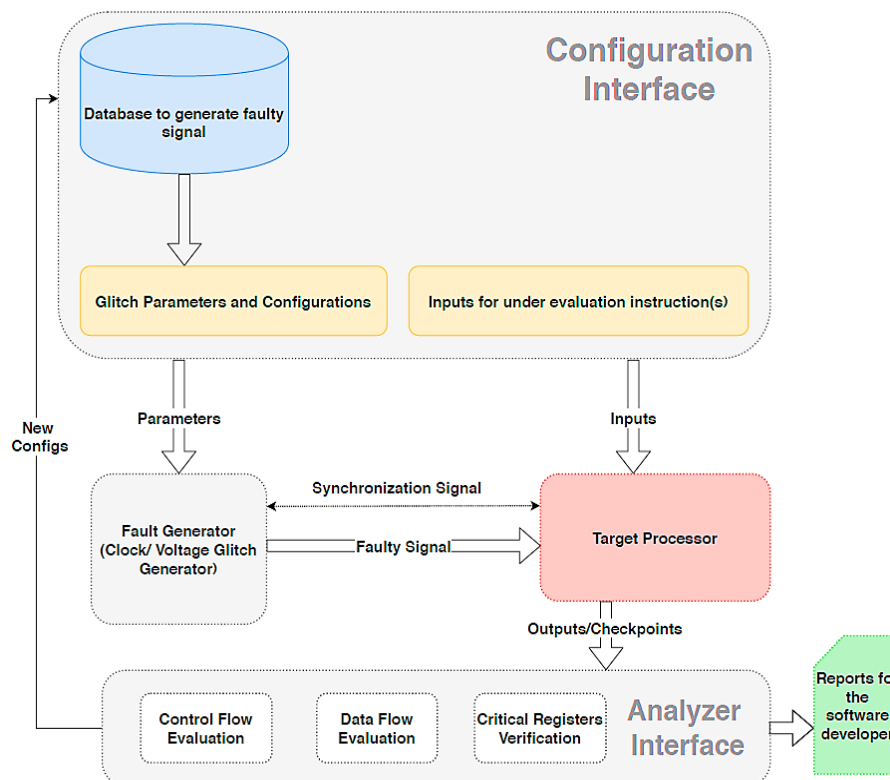 Configuration
Interface
Database to generate faulty
signal
Glitch Parameters and Configurations
Inputs for under evaluation instruction(s)
Parameters
Inputs
New
Configs
Synchronization Signal
Fault Generator
(Clock/ Voltage Glitch
Generator)
Faulty Signal
Target Processor
Outputs/Checkpoints
Control Flow
Evaluation
Data Flow
Evaluation
Critical Registers
Verification
Analyzer
Interface
Reports fo
the
software
developer